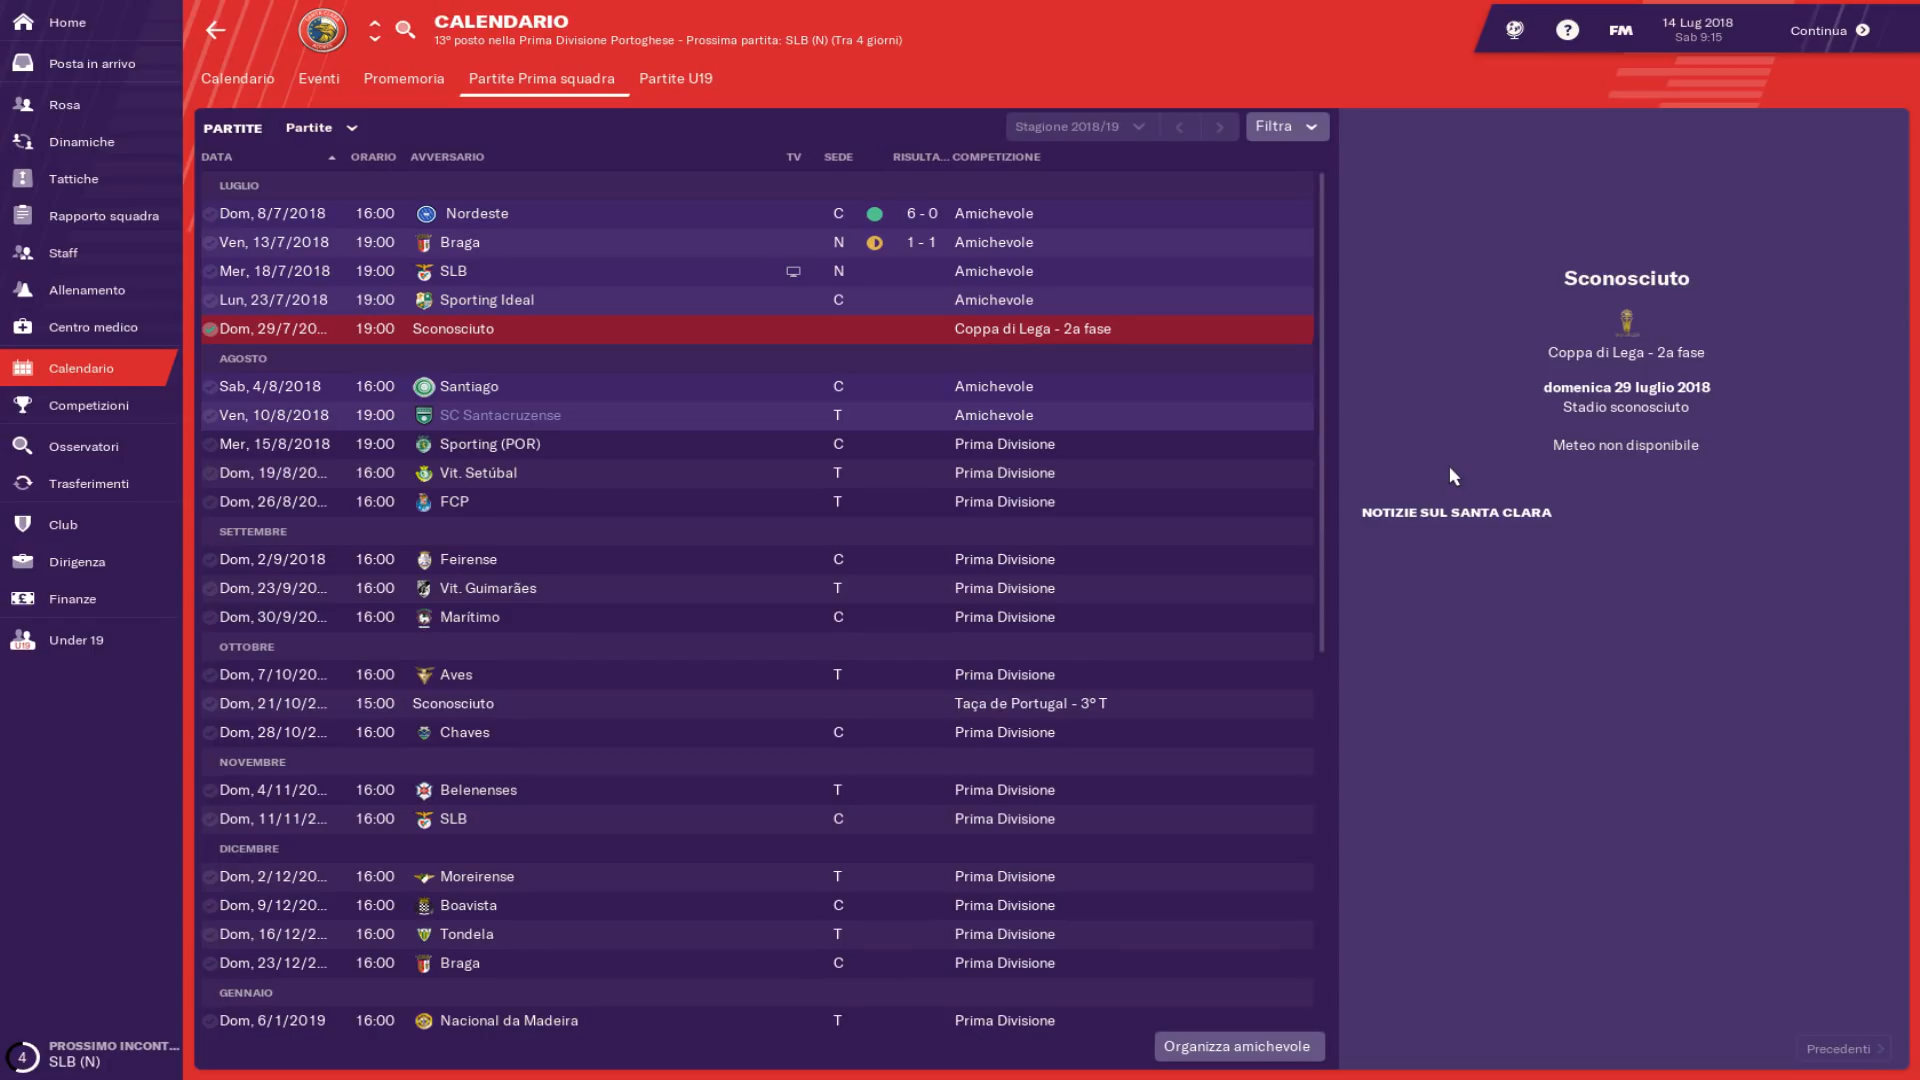 Home
Posta in arrivo
Rosa
Dinamiche
Tattiche
Rapporto squadra
Staff
Allenamento
Centro medico
Calendario
Competizioni
Osservatori
Trasferimenti
Club
Dirigenza
Finanze
U19 Under 19
4 PROSSIMO INCONT...
SLB (N)
CALENDARIO
13º posto nella Prima Divisione Portoghese - Prossima partita: SLB (N) (Tra 4 giorni)
? FM 14 Lug 2018
Sab 9:15
Continua
Calendario Eventi Promemoria Partite Prima squadra Partite U19
PARTITE Partite Stagione 2018/19 Filtra
DATA ORARIO AVVERSARIO TV SEDE RISULTA... COMPETIZIONE
LUGLIO
Dom, 8/7/2018 16:00 Nordeste C 6 - 0 Amichevole
Ven, 13/7/2018 19:00 Braga N 1 - 1 Amichevole
Mer, 18/7/2018 19:00 SLB N Amichevole
Lun, 23/7/2018 19:00 Sporting Ideal C Amichevole
Dom, 29/7/20... 19:00 Sconosciuto Coppa di Lega - 2a fase
AGOSTO
Sab, 4/8/2018 16:00 Santiago C Amichevole
Ven, 10/8/2018 19:00 SC Santacruzense T Amichevole
Mer, 15/8/2018 19:00 Sporting (POR) C Prima Divisione
Dom, 19/8/20... 16:00 Vit. Setúbal T Prima Divisione
Dom, 26/8/20... 16:00 FCP T Prima Divisione
SETTEMBRE
Dom, 2/9/2018 16:00 Feirense C Prima Divisione
Dom, 23/9/20... 16:00 Vit. Guimarães T Prima Divisione
Dom, 30/9/20... 16:00 Marítimo C Prima Divisione
OTTOBRE
Dom, 7/10/20... 16:00 Aves T Prima Divisione
Dom, 21/10/2... 15:00 Sconosciuto Taça de Portugal - 3º T
Dom, 28/10/2... 16:00 Chaves C Prima Divisione
NOVEMBRE
Dom, 4/11/20... 16:00 Belenenses T Prima Divisione
Dom, 11/11/2... 16:00 SLB C Prima Divisione
DICEMBRE
Dom, 2/12/20... 16:00 Moreirense T Prima Divisione
Dom, 9/12/20... 16:00 Boavista C Prima Divisione
Dom, 16/12/2... 16:00 Tondela T Prima Divisione
Dom, 23/12/2... 16:00 Braga C Prima Divisione
GENNAIO
Dom, 6/1/2019 16:00 Nacional da Madeira T Prima Divisione
Organizza amichevole
Sconosciuto
Coppa di Lega - 2a fase
domenica 29 luglio 2018
Stadio sconosciuto
Meteo non disponibile
NOTIZIE SUL SANTA CLARA
Precedenti